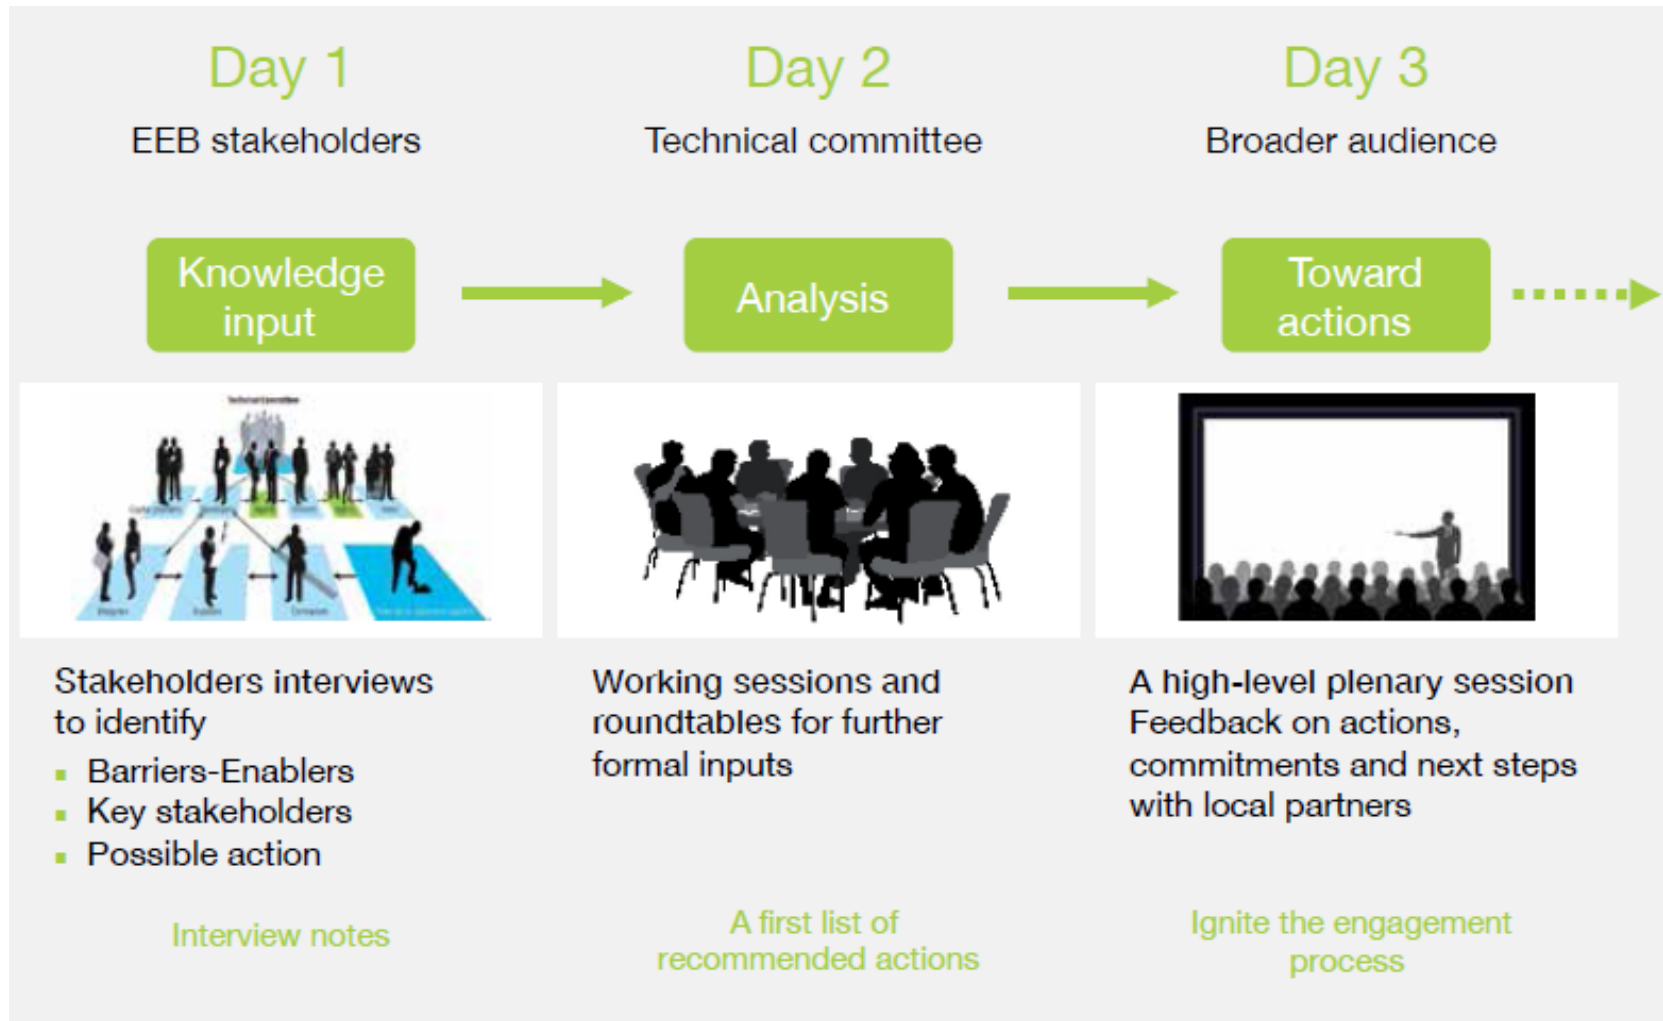 Day 1
EEB stakeholders
Knowledge
input
Stakeholders interviews
to identify
Barriers-Enablers
Key stakeholders
Possible action
Interview notes
Day 2
Technical committee
Analysis
Working sessions and
roundtables for further
formal inputs
A first list of
recommended actions
Day 3
Broader audience
Toward
actions
A high-level plenary session
Feedback on actions,
commitments and next steps
with local partners
Ignite the engagement
process